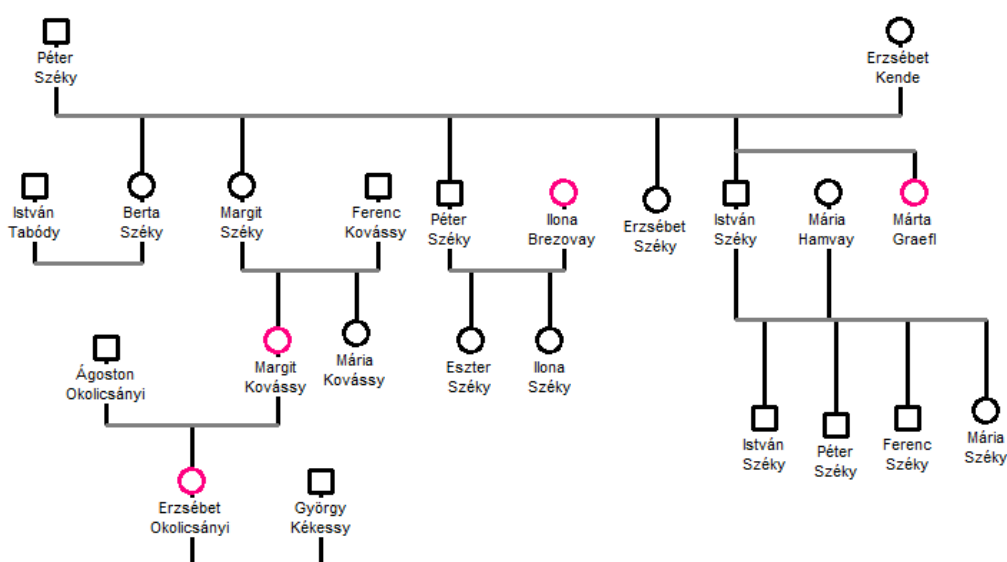 Péter
Széky
Erzsébet
Kende
István
Tabódy
Berta
Széky
Margit
Széky
Ferenc
Kovássy
Péter
Széky
Ilona
Brezovay
Erzsébet
Széky
István
Széky
Mária
Hamvay
Márta
Graefl
Ágoston
Okolicsányi
Margit
Kovássy
Mária
Kovássy
Eszter
Széky
Ilona
Széky
István
Széky
Péter
Széky
Ferenc
Széky
Mária
Széky
Erzsébet
Okolicsányi
György
Kékessy